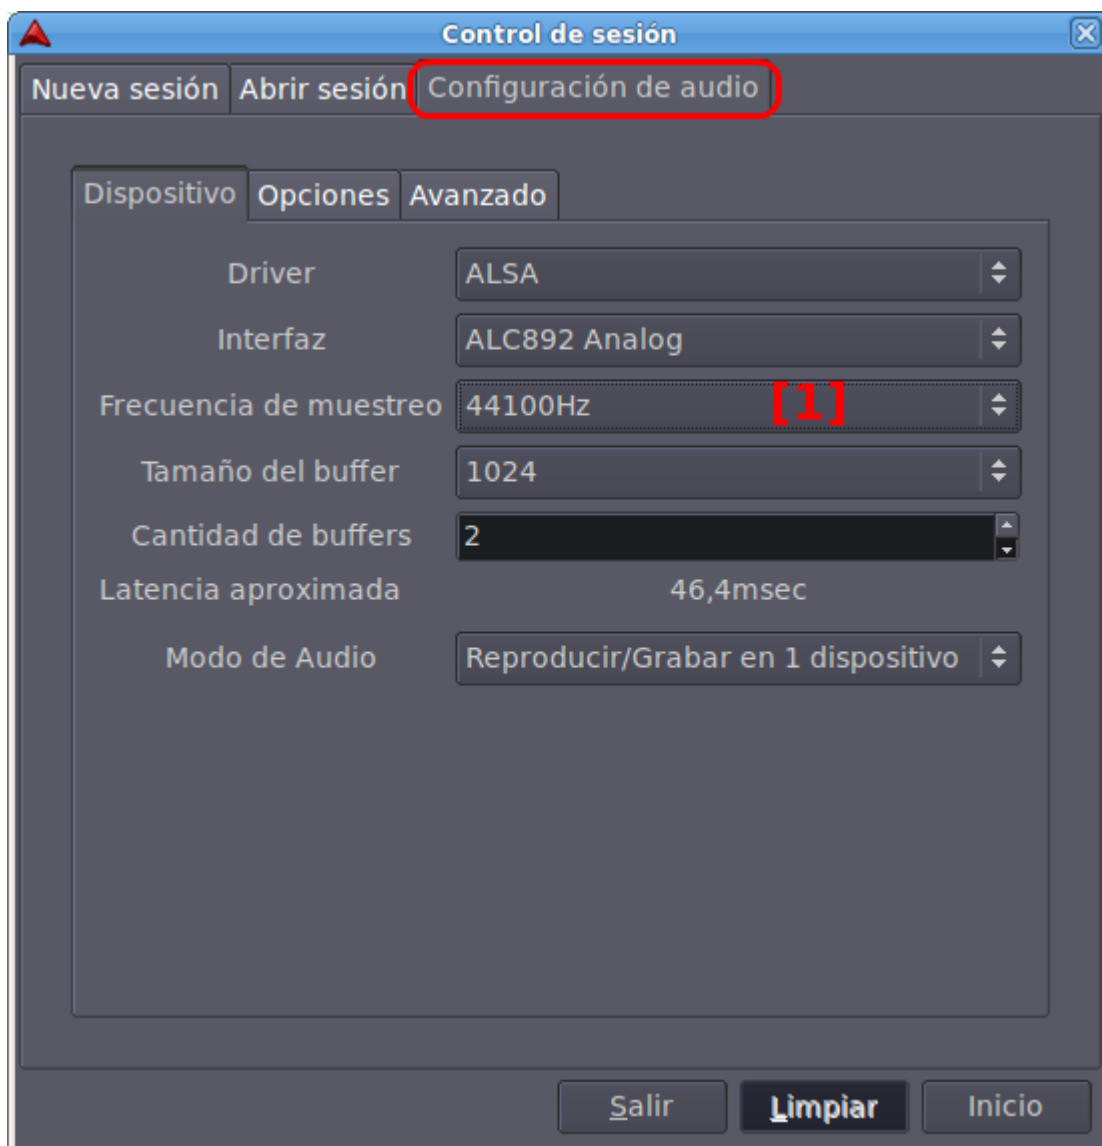 Control de sesión
Nueva sesión Abrir sesión Configuración de audio
Dispositivo Opciones Avanzado
Driver ALSA
Interfaz ALC892 Analog
Frecuencia de muestreo 44100Hz [1]
Tamaño del buffer 1024
Cantidad de buffers 2
Latencia aproximada 46,4msec
Modo de Audio Reproducir/Grabar en 1 dispositivo
Salir Limpiar Inicio